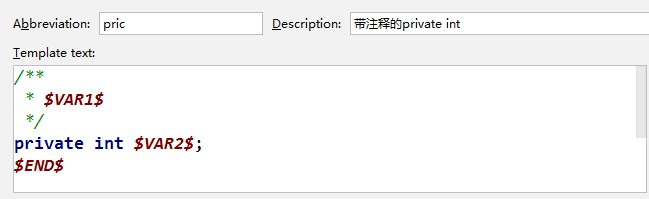 Abbreviation: pric Description: 带注释的private int
Template text:
/**
 * $VAR1$
 */
private int $VAR2$;
$END$